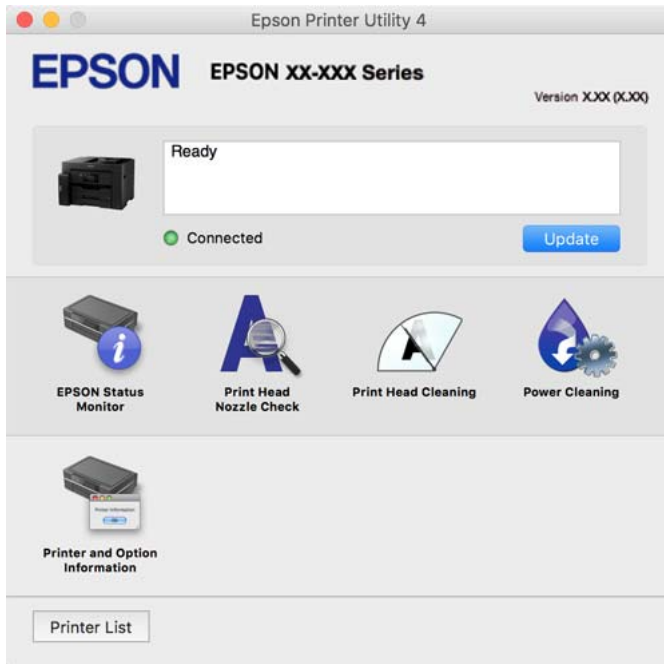 Epson Printer Utility 4
EPSON
EPSON XX-XXX Series
Version X.XX (X.XX)
Ready
Connected
Update
EPSON Status
Monitor
Print Head
Nozzle Check
Print Head Cleaning
Power Cleaning
Printer and Option
Information
Printer List